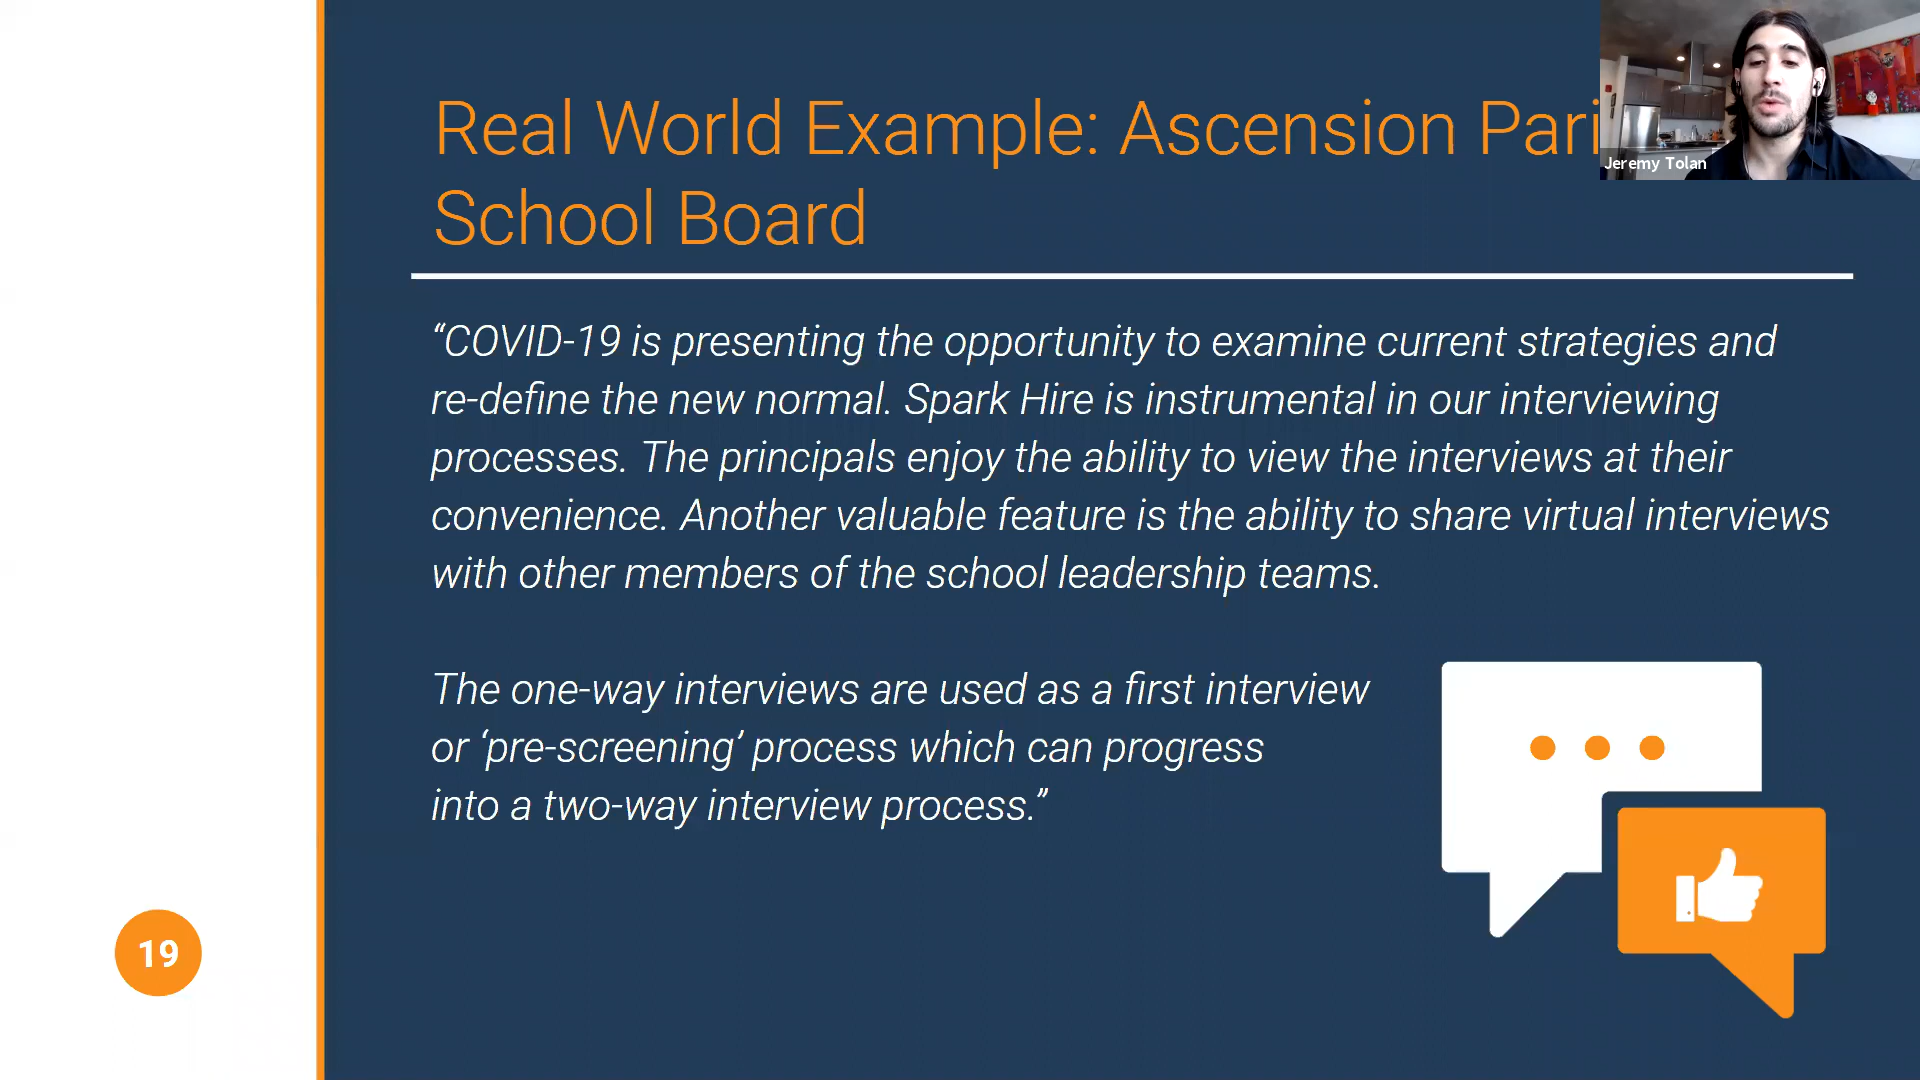 Real World Example: Ascension Pari
School Board
Jeremy Tolan
“COVID-19 is presenting the opportunity to examine current strategies and
re-define the new normal. Spark Hire is instrumental in our interviewing
processes. The principals enjoy the ability to view the interviews at their
convenience. Another valuable feature is the ability to share virtual interviews
with other members of the school leadership teams.
The one-way interviews are used as a first interview
or ‘pre-screening’ process which can progress
into a two-way interview process.”
19